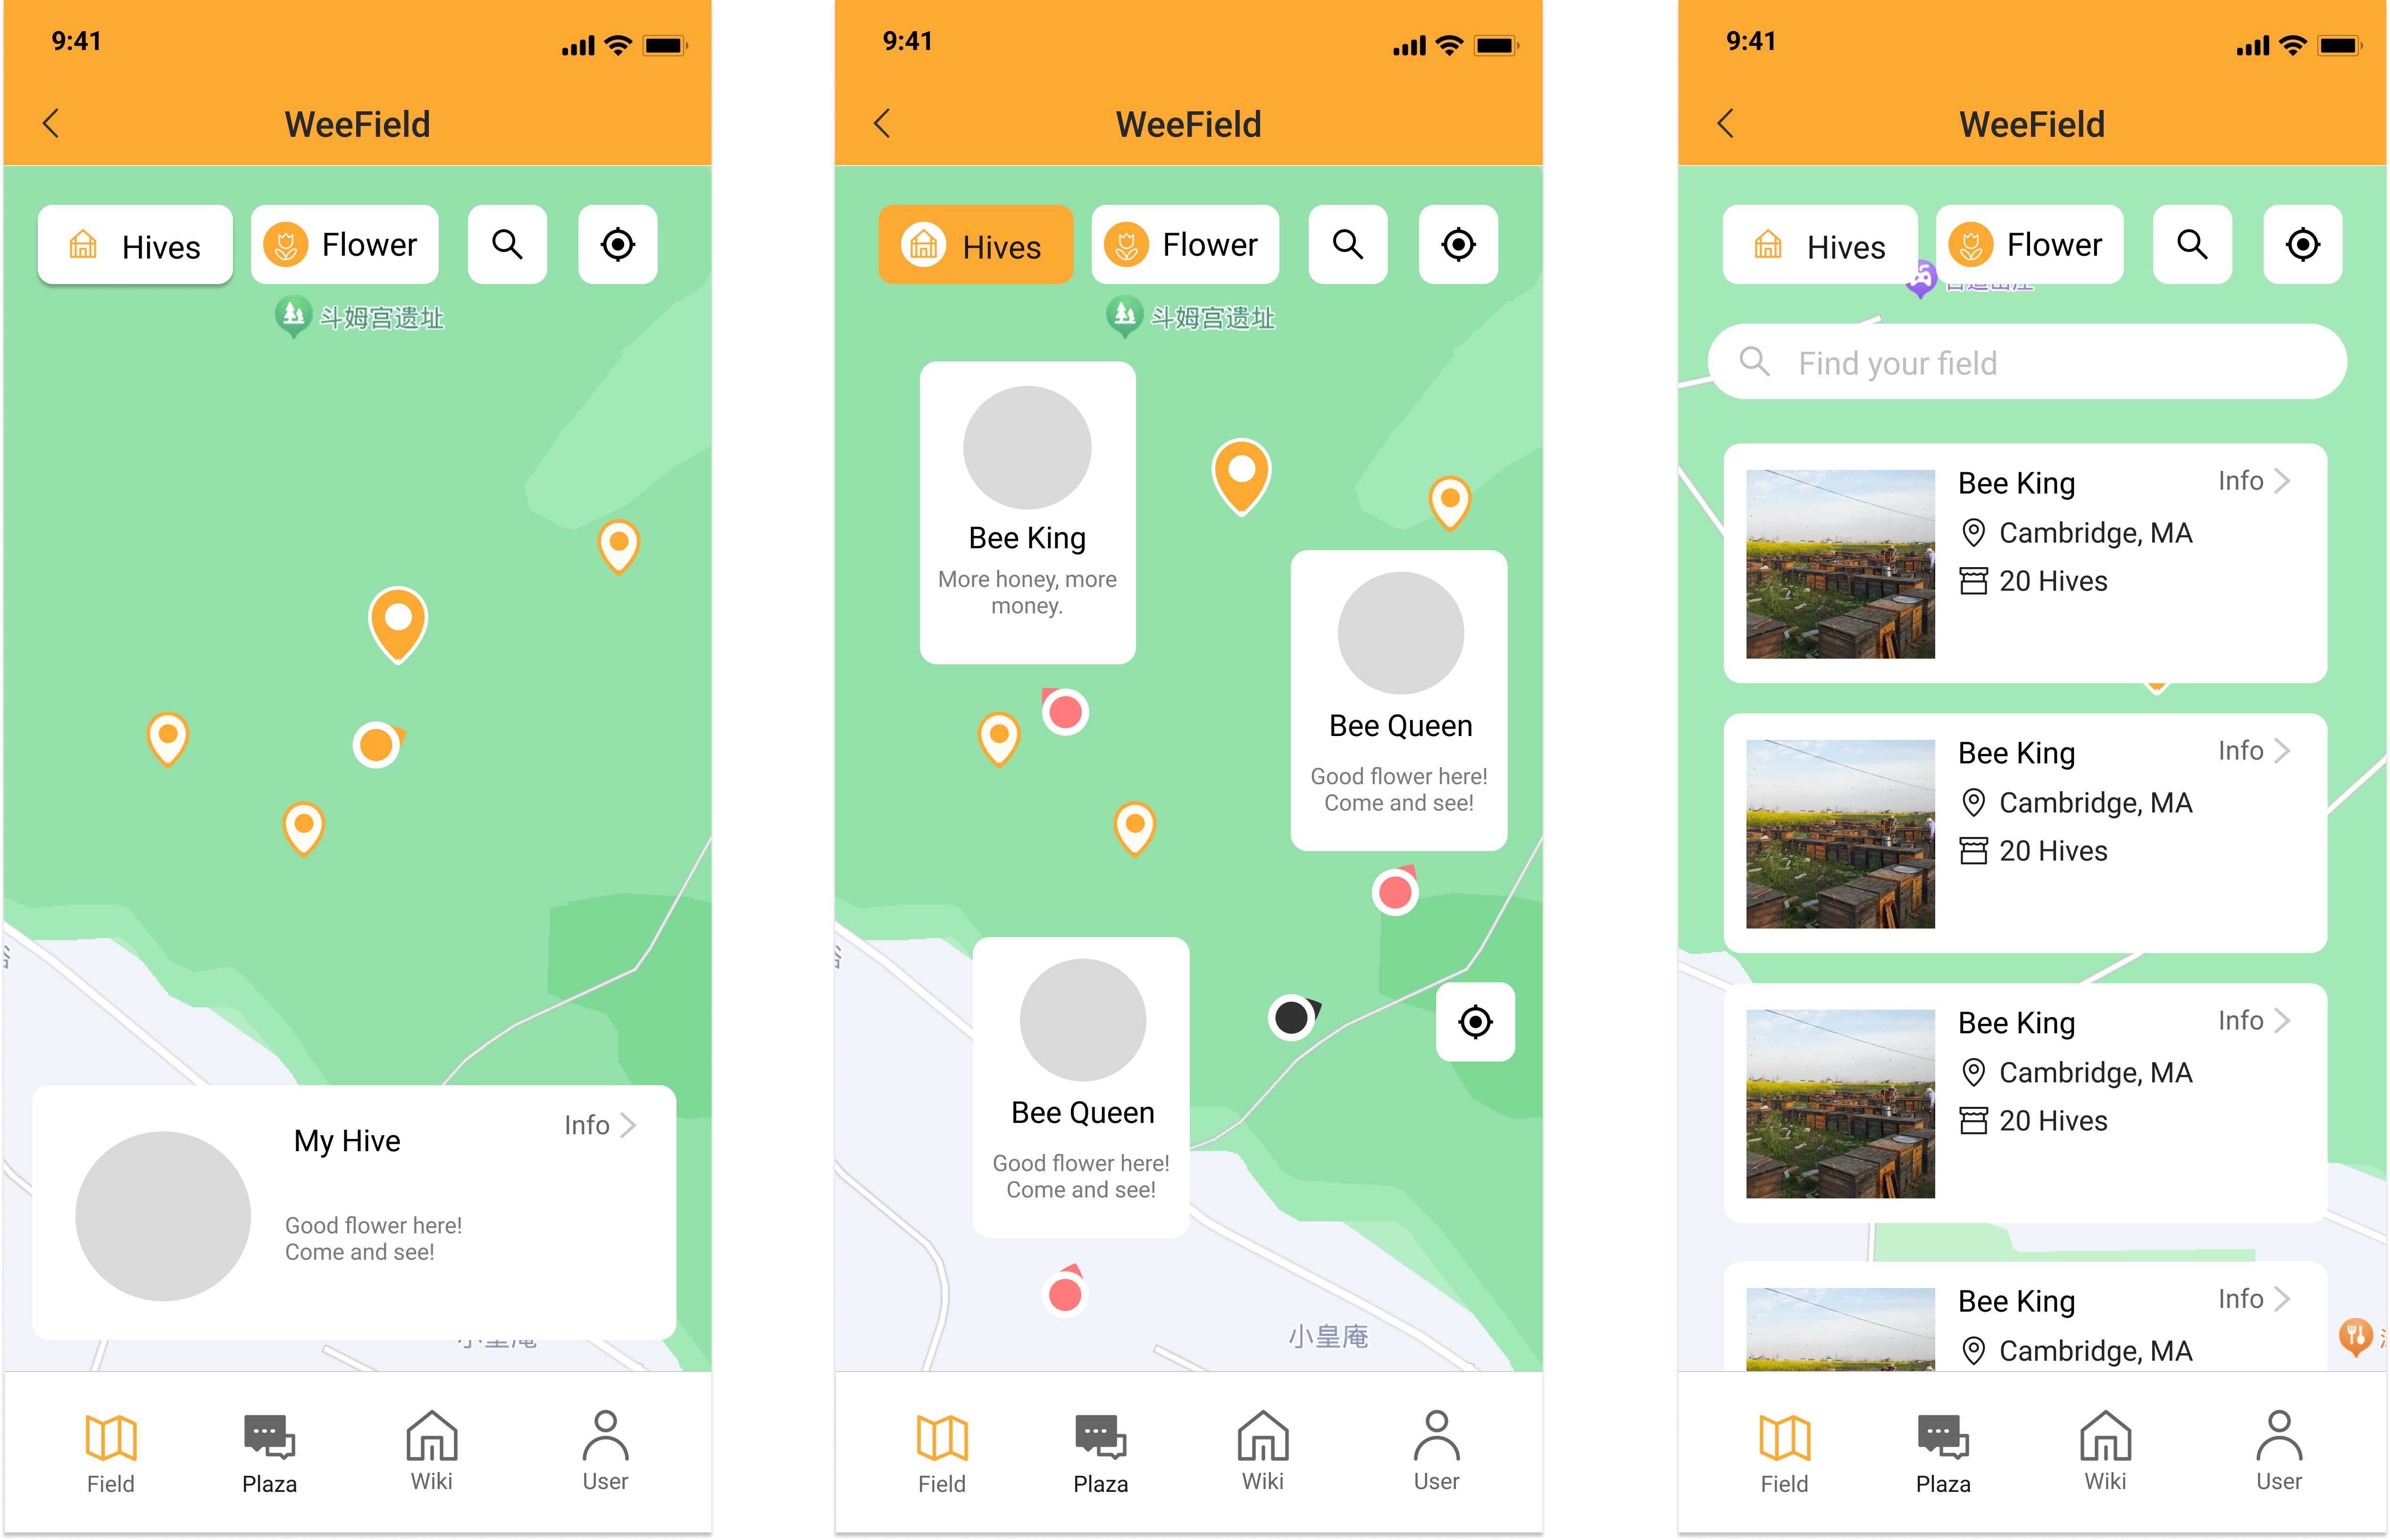 9:41
WeeField
Hives
Flower
斗姆宫遗址
My Hive
Info
Good flower here!
Come and see!
Field
Plaza
Wiki
User
9:41
WeeField
Hives
Flower
斗姆宫遗址
Bee King
More honey, more
money.
Bee Queen
Good flower here!
Come and see!
Bee Queen
Good flower here!
Come and see!
小皇庵
Field
Plaza
Wiki
User
9:41
WeeField
Hives
Flower
Find your field
Bee King
Info
Cambridge, MA
20 Hives
Bee King
Info
Cambridge, MA
20 Hives
Bee King
Info
Cambridge, MA
20 Hives
Bee King
Info
Cambridge, MA
Field
Plaza
Wiki
User